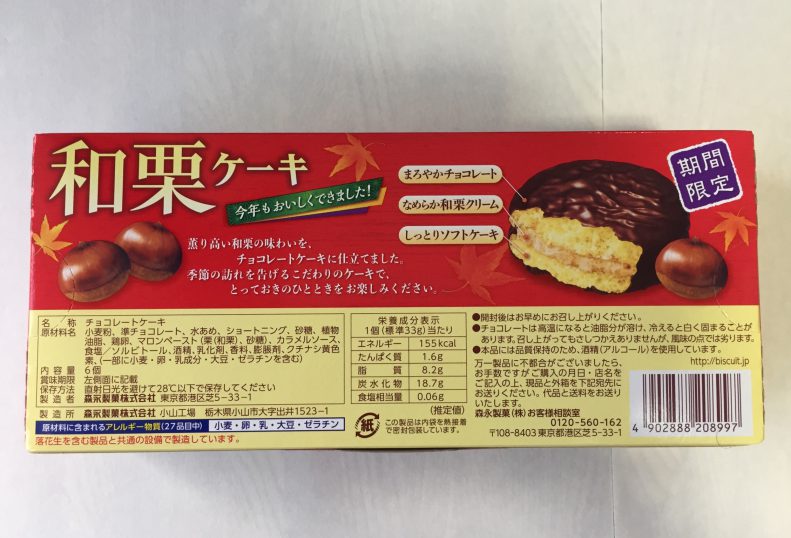 和栗ケーキ
今年もおいしくできました!
薫り高い和栗の味わいを、
チョコレートケーキに仕立てました。
季節の訪れを告げるこだわりのケーキで、
とっておきのひとときをお楽しみください。
まろやかチョコレート
なめらか和栗クリーム
しっとりソフトケーキ
期間
限定
名称 チョコレートケーキ
原材料名 小麦粉、準チョコレート、水あめ、ショートニング、砂糖、植物
油脂、鶏卵、マロンペースト(栗(和栗)、砂糖)、カラメルソース、
食塩/ソルビトール、酒精、乳化剤、香料、膨脹剤、クチナシ黄色
素、(一部に小麦・卵・乳成分・大豆・ゼラチンを含む)
内容量 6個
賞味期限 左側面に記載
保存方法 直射日光を避けて28℃以下で保存してください
製造者 森永製菓株式会社 東京都港区芝5-33-1
製造所 森永製菓株式会社 小山工場 栃木県小山市大字出井1523-1
原材料に含まれるアレルギー物質(27品目中) 小麦・卵・乳・大豆・ゼラチン
落花生を含む製品と共通の設備で製造しています。
栄養成分表示
1個(標準33g)当たり
エネルギー 155kcal
たんぱく質 1.6g
脂質 8.2g
炭水化物 18.7g
食塩相当量 0.06g
(推定値)
紙
この製品は内袋を熱接着
で密封包装しています。
●開封後はお早めにお召し上がりください。
●チョコレートは高温になると油脂分が溶け、冷えると白く固まることが
あります。召し上がってもさしつかえありませんが、風味の点では劣ります。
●本品には品質保持のため、酒精(アルコール)を使用しています。
万一製品に不都合がございましたら、
お手数ですがご購入の月日・店名を
ご記入の上、現品と外箱を下記宛先に
お送りください。代品と送料をお送り
いたします。
森永製菓(株)お客様相談室
0120-560-162
〒108-8403 東京都港区芝5-33-1
http://biscuit.jp
4 902888 208997